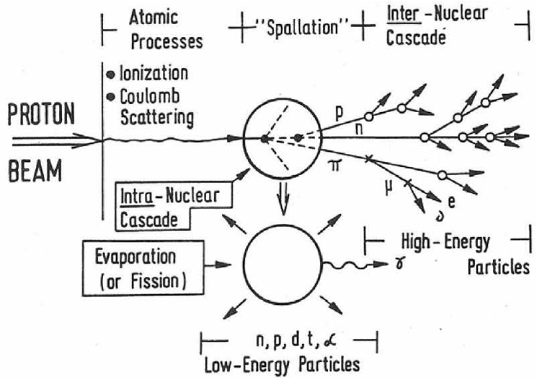 Atomic
Processes
"Spallation"
Inter-Nuclear
Cascade
• Ionization
• Coulomb
Scattering
PROTON
BEAM
p
n
π
μ
e
ν
Intra-Nuclear
Cascade
Evaporation
(or Fission)
γ
High-Energy
Particles
n, p, d, t, α
Low-Energy Particles